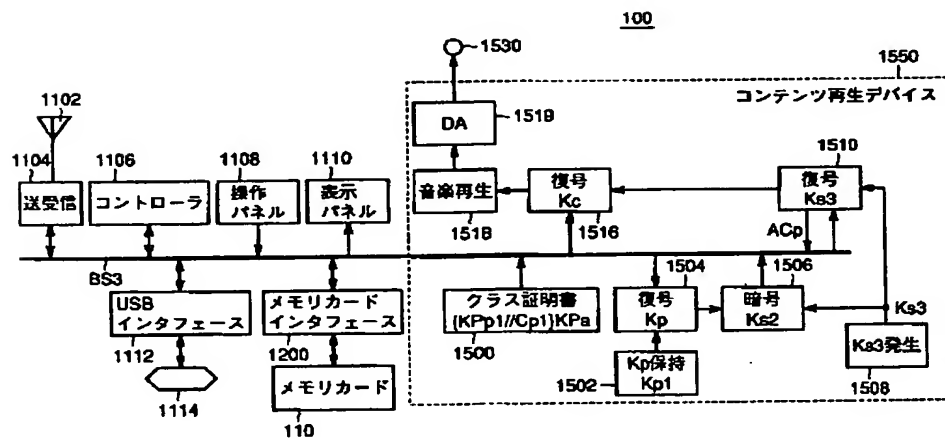 100
1530
1550
コンテンツ再生デバイス
1102
DA
1519
1510
1104
1106
1108
1110
送受信
コントローラ
操作
パネル
表示
パネル
音楽再生
1518
復号
Kc
1516
復号
Ks3
ACp
BS3
1504
1506
USB
インタフェース
1112
メモリカード
インタフェース
1200
クラス証明書
{KPp1//Cp1}KPa
1500
復号
Kp
暗号
Ks2
Ks3
1114
メモリカード
110
1502
Kp保持
Kp1
Ks3発生
1508